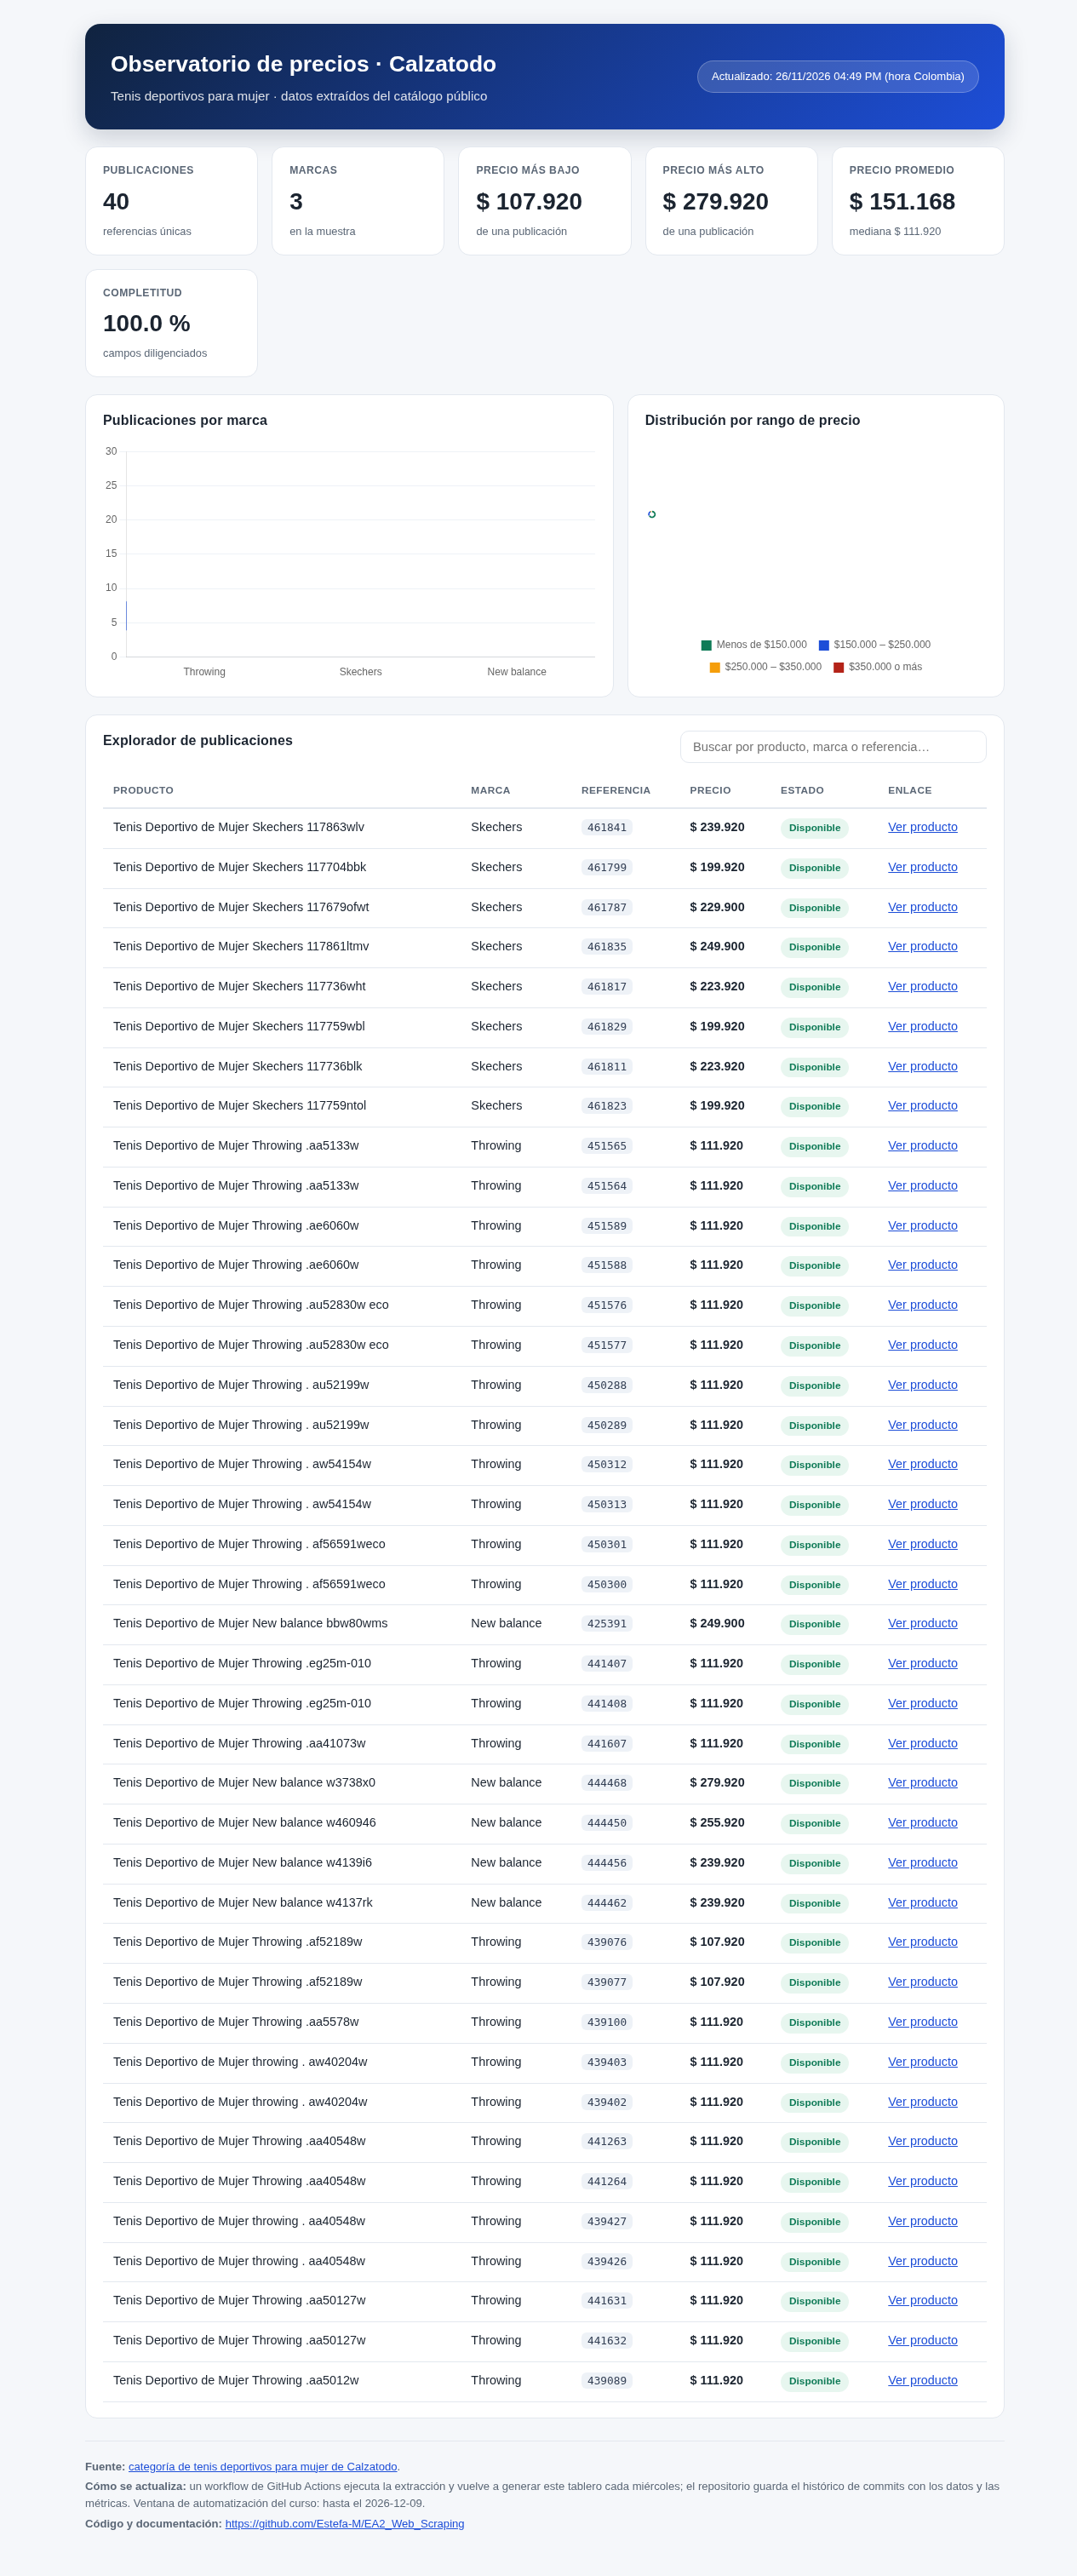 Observatorio de precios · Calzatodo
Tenis deportivos para mujer · datos extraídos del catálogo público
Actualizado: 26/11/2026 04:49 PM (hora Colombia)
PUBLICACIONES
40
referencias únicas
MARCAS
3
en la muestra
PRECIO MÁS BAJO
$ 107.920
de una publicación
PRECIO MÁS ALTO
$ 279.920
de una publicación
PRECIO PROMEDIO
$ 151.168
mediana $ 111.920
COMPLETITUD
100.0 %
campos diligenciados
Publicaciones por marca
30
25
20
15
10
5
0
Throwing Skechers New balance
Distribución por rango de precio
Menos de $150.000 $150.000 – $250.000
$250.000 – $350.000 $350.000 o más
Explorador de publicaciones
Buscar por producto, marca o referencia…
PRODUCTO MARCA REFERENCIA PRECIO ESTADO ENLACE
Tenis Deportivo de Mujer Skechers 117863wlv Skechers 461841 $ 239.920 Disponible Ver producto
Tenis Deportivo de Mujer Skechers 117704bbk Skechers 461799 $ 199.920 Disponible Ver producto
Tenis Deportivo de Mujer Skechers 117679ofwt Skechers 461787 $ 229.900 Disponible Ver producto
Tenis Deportivo de Mujer Skechers 117861ltmv Skechers 461835 $ 249.900 Disponible Ver producto
Tenis Deportivo de Mujer Skechers 117736wht Skechers 461817 $ 223.920 Disponible Ver producto
Tenis Deportivo de Mujer Skechers 117759wbl Skechers 461829 $ 199.920 Disponible Ver producto
Tenis Deportivo de Mujer Skechers 117736blk Skechers 461811 $ 223.920 Disponible Ver producto
Tenis Deportivo de Mujer Skechers 117759ntol Skechers 461823 $ 199.920 Disponible Ver producto
Tenis Deportivo de Mujer Throwing .aa5133w Throwing 451565 $ 111.920 Disponible Ver producto
Tenis Deportivo de Mujer Throwing .aa5133w Throwing 451564 $ 111.920 Disponible Ver producto
Tenis Deportivo de Mujer Throwing .ae6060w Throwing 451589 $ 111.920 Disponible Ver producto
Tenis Deportivo de Mujer Throwing .ae6060w Throwing 451588 $ 111.920 Disponible Ver producto
Tenis Deportivo de Mujer Throwing .au52830w eco Throwing 451576 $ 111.920 Disponible Ver producto
Tenis Deportivo de Mujer Throwing .au52830w eco Throwing 451577 $ 111.920 Disponible Ver producto
Tenis Deportivo de Mujer Throwing . au52199w Throwing 450288 $ 111.920 Disponible Ver producto
Tenis Deportivo de Mujer Throwing . au52199w Throwing 450289 $ 111.920 Disponible Ver producto
Tenis Deportivo de Mujer Throwing . aw54154w Throwing 450312 $ 111.920 Disponible Ver producto
Tenis Deportivo de Mujer Throwing . aw54154w Throwing 450313 $ 111.920 Disponible Ver producto
Tenis Deportivo de Mujer Throwing . af56591weco Throwing 450301 $ 111.920 Disponible Ver producto
Tenis Deportivo de Mujer Throwing . af56591weco Throwing 450300 $ 111.920 Disponible Ver producto
Tenis Deportivo de Mujer New balance bbw80wms New balance 425391 $ 249.900 Disponible Ver producto
Tenis Deportivo de Mujer Throwing .eg25m-010 Throwing 441407 $ 111.920 Disponible Ver producto
Tenis Deportivo de Mujer Throwing .eg25m-010 Throwing 441408 $ 111.920 Disponible Ver producto
Tenis Deportivo de Mujer Throwing .aa41073w Throwing 441607 $ 111.920 Disponible Ver producto
Tenis Deportivo de Mujer New balance w3738x0 New balance 444468 $ 279.920 Disponible Ver producto
Tenis Deportivo de Mujer New balance w460946 New balance 444450 $ 255.920 Disponible Ver producto
Tenis Deportivo de Mujer New balance w4139i6 New balance 444456 $ 239.920 Disponible Ver producto
Tenis Deportivo de Mujer New balance w4137rk New balance 444462 $ 239.920 Disponible Ver producto
Tenis Deportivo de Mujer Throwing .af52189w Throwing 439076 $ 107.920 Disponible Ver producto
Tenis Deportivo de Mujer Throwing .af52189w Throwing 439077 $ 107.920 Disponible Ver producto
Tenis Deportivo de Mujer Throwing .aa5578w Throwing 439100 $ 111.920 Disponible Ver producto
Tenis Deportivo de Mujer throwing . aw40204w Throwing 439403 $ 111.920 Disponible Ver producto
Tenis Deportivo de Mujer throwing . aw40204w Throwing 439402 $ 111.920 Disponible Ver producto
Tenis Deportivo de Mujer Throwing .aa40548w Throwing 441263 $ 111.920 Disponible Ver producto
Tenis Deportivo de Mujer Throwing .aa40548w Throwing 441264 $ 111.920 Disponible Ver producto
Tenis Deportivo de Mujer throwing . aa40548w Throwing 439427 $ 111.920 Disponible Ver producto
Tenis Deportivo de Mujer throwing . aa40548w Throwing 439426 $ 111.920 Disponible Ver producto
Tenis Deportivo de Mujer Throwing .aa50127w Throwing 441631 $ 111.920 Disponible Ver producto
Tenis Deportivo de Mujer Throwing .aa50127w Throwing 441632 $ 111.920 Disponible Ver producto
Tenis Deportivo de Mujer Throwing .aa5012w Throwing 439089 $ 111.920 Disponible Ver producto
Fuente: categoría de tenis deportivos para mujer de Calzatodo.
Cómo se actualiza: un workflow de GitHub Actions ejecuta la extracción y vuelve a generar este tablero cada miércoles; el repositorio guarda el histórico de commits con los datos y las
métricas. Ventana de automatización del curso: hasta el 2026-12-09.
Código y documentación: https://github.com/Estefa-M/EA2_Web_Scraping